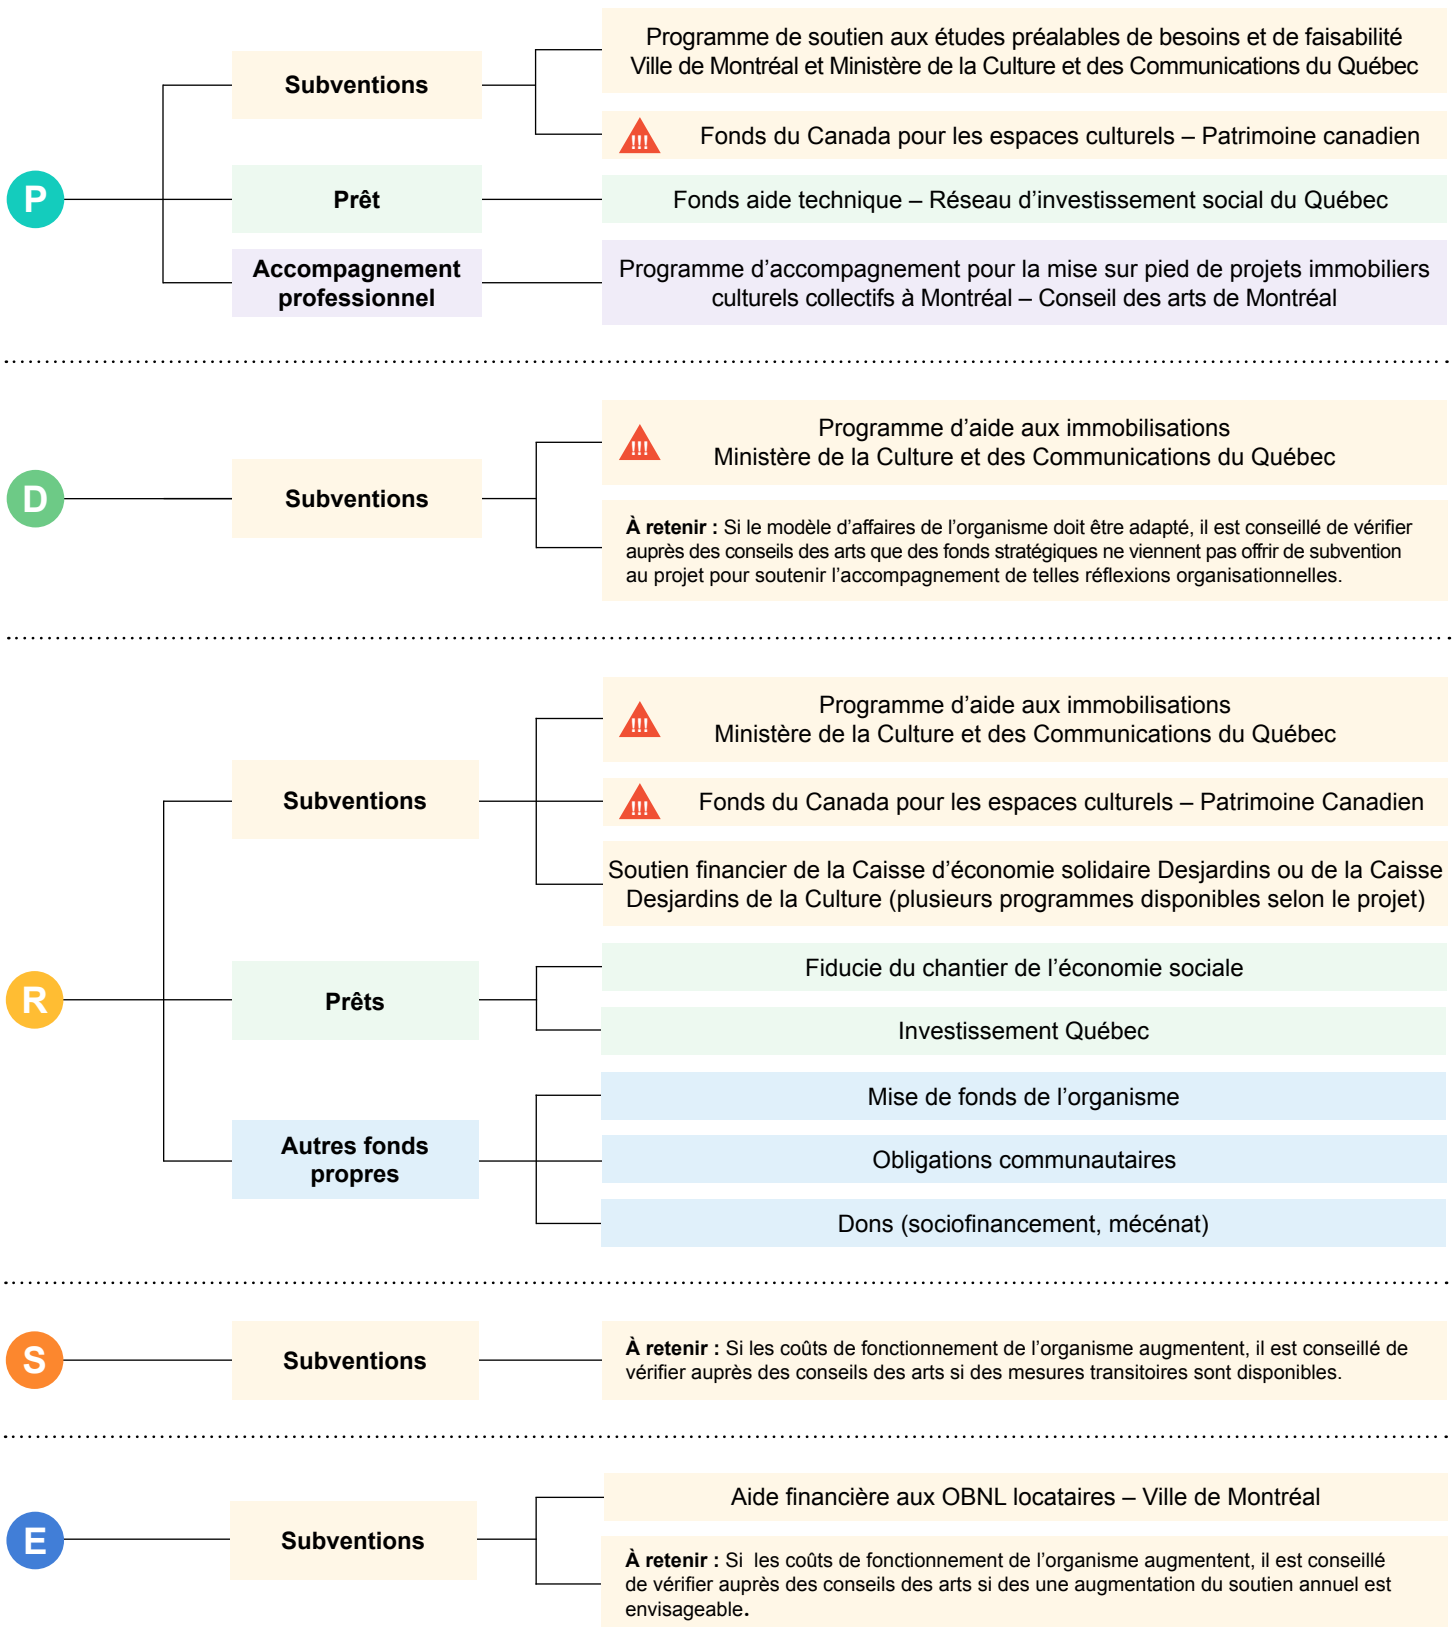 P
Subventions
Programme de soutien aux études préalables de besoins et de faisabilité
Ville de Montréal et Ministère de la Culture et des Communications du Québec
!!! Fonds du Canada pour les espaces culturels – Patrimoine canadien
Prêt
Fonds aide technique – Réseau d’investissement social du Québec
Accompagnement
professionnel
Programme d’accompagnement pour la mise sur pied de projets immobiliers
culturels collectifs à Montréal – Conseil des arts de Montréal
D
Subventions
!!! Programme d’aide aux immobilisations
Ministère de la Culture et des Communications du Québec
À retenir : Si le modèle d’affaires de l’organisme doit être adapté, il est conseillé de vérifier
auprès des conseils des arts que des fonds stratégiques ne viennent pas offrir de subvention
au projet pour soutenir l’accompagnement de telles réflexions organisationnelles.
R
Subventions
!!! Programme d’aide aux immobilisations
Ministère de la Culture et des Communications du Québec
!!! Fonds du Canada pour les espaces culturels – Patrimoine Canadien
Soutien financier de la Caisse d’économie solidaire Desjardins ou de la Caisse
Desjardins de la Culture (plusieurs programmes disponibles selon le projet)
Prêts
Fiducie du chantier de l’économie sociale
Investissement Québec
Autres fonds
propres
Mise de fonds de l’organisme
Obligations communautaires
Dons (sociofinancement, mécénat)
S
Subventions
À retenir : Si les coûts de fonctionnement de l’organisme augmentent, il est conseillé de
vérifier auprès des conseils des arts si des mesures transitoires sont disponibles.
E
Subventions
Aide financière aux OBNL locataires – Ville de Montréal
À retenir : Si les coûts de fonctionnement de l’organisme augmentent, il est conseillé
de vérifier auprès des conseils des arts si des une augmentation du soutien annuel est
envisageable.